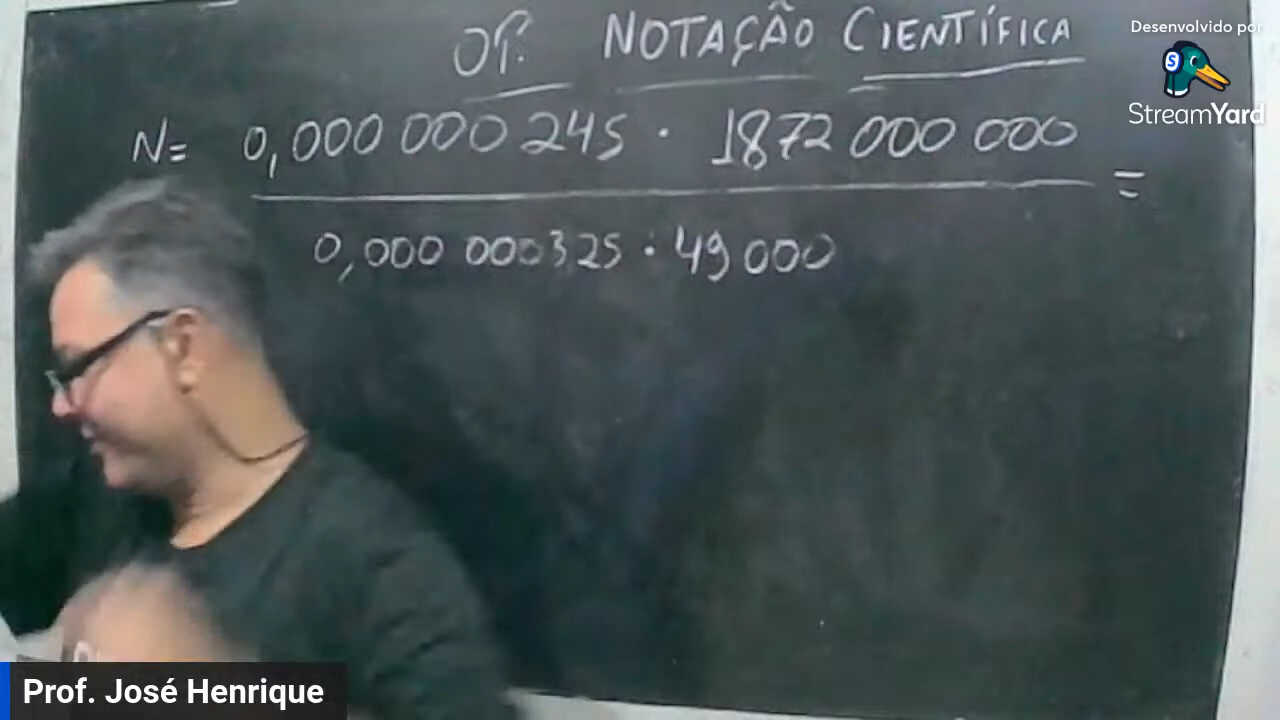 OP. NOTAÇÃO CIENTÍFICA
Desenvolvido por
StreamYard
N= 0,000 000 245 · 1872 000 000 =
0,000 000 325 · 49 000
Prof. José Henrique